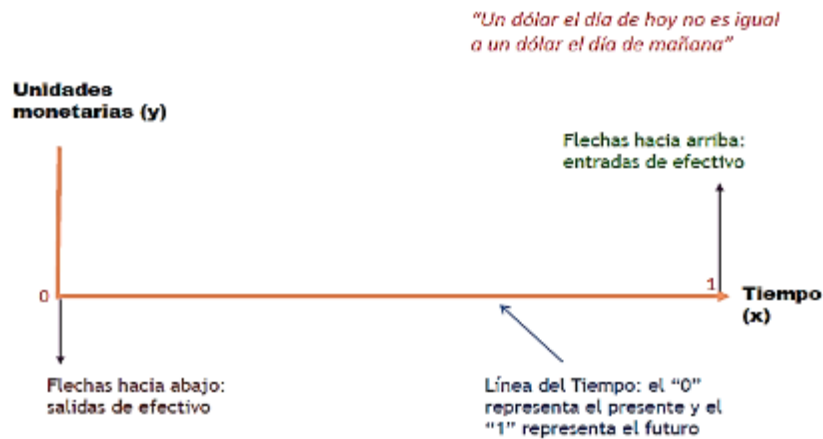 “Un dólar el día de hoy no es igual
a un dólar el día de mañana”
Unidades
monetarias (y)
Flechas hacia arriba:
entradas de efectivo
0
1
Tiempo
(x)
Flechas hacia abajo:
salidas de efectivo
Línea del Tiempo: el “0”
representa el presente y el
“1” representa el futuro